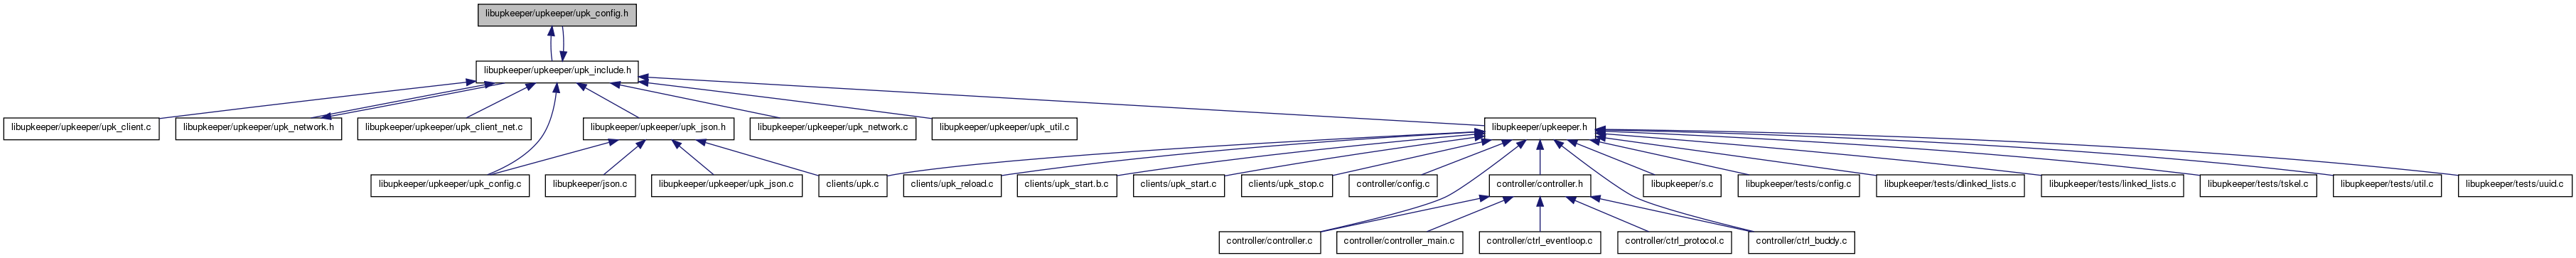 libupkeeper/upkeeper/upk_config.h
libupkeeper/upkeeper/upk_include.h
libupkeeper/upkeeper/upk_client.c
libupkeeper/upkeeper/upk_network.h
libupkeeper/upkeeper/upk_client_net.c
libupkeeper/upkeeper/upk_json.h
libupkeeper/upkeeper/upk_network.c
libupkeeper/upkeeper/upk_util.c
libupkeeper/upkeeper.h
libupkeeper/upkeeper/upk_config.c
libupkeeper/json.c
libupkeeper/upkeeper/upk_json.c
clients/upk.c
clients/upk_reload.c
clients/upk_start.b.c
clients/upk_start.c
clients/upk_stop.c
controller/config.c
controller/controller.h
libupkeeper/s.c
libupkeeper/tests/config.c
libupkeeper/tests/dlinked_lists.c
libupkeeper/tests/linked_lists.c
libupkeeper/tests/tskel.c
libupkeeper/tests/util.c
libupkeeper/tests/uuid.c
controller/controller.c
controller/controller_main.c
controller/ctrl_eventloop.c
controller/ctrl_protocol.c
controller/ctrl_buddy.c